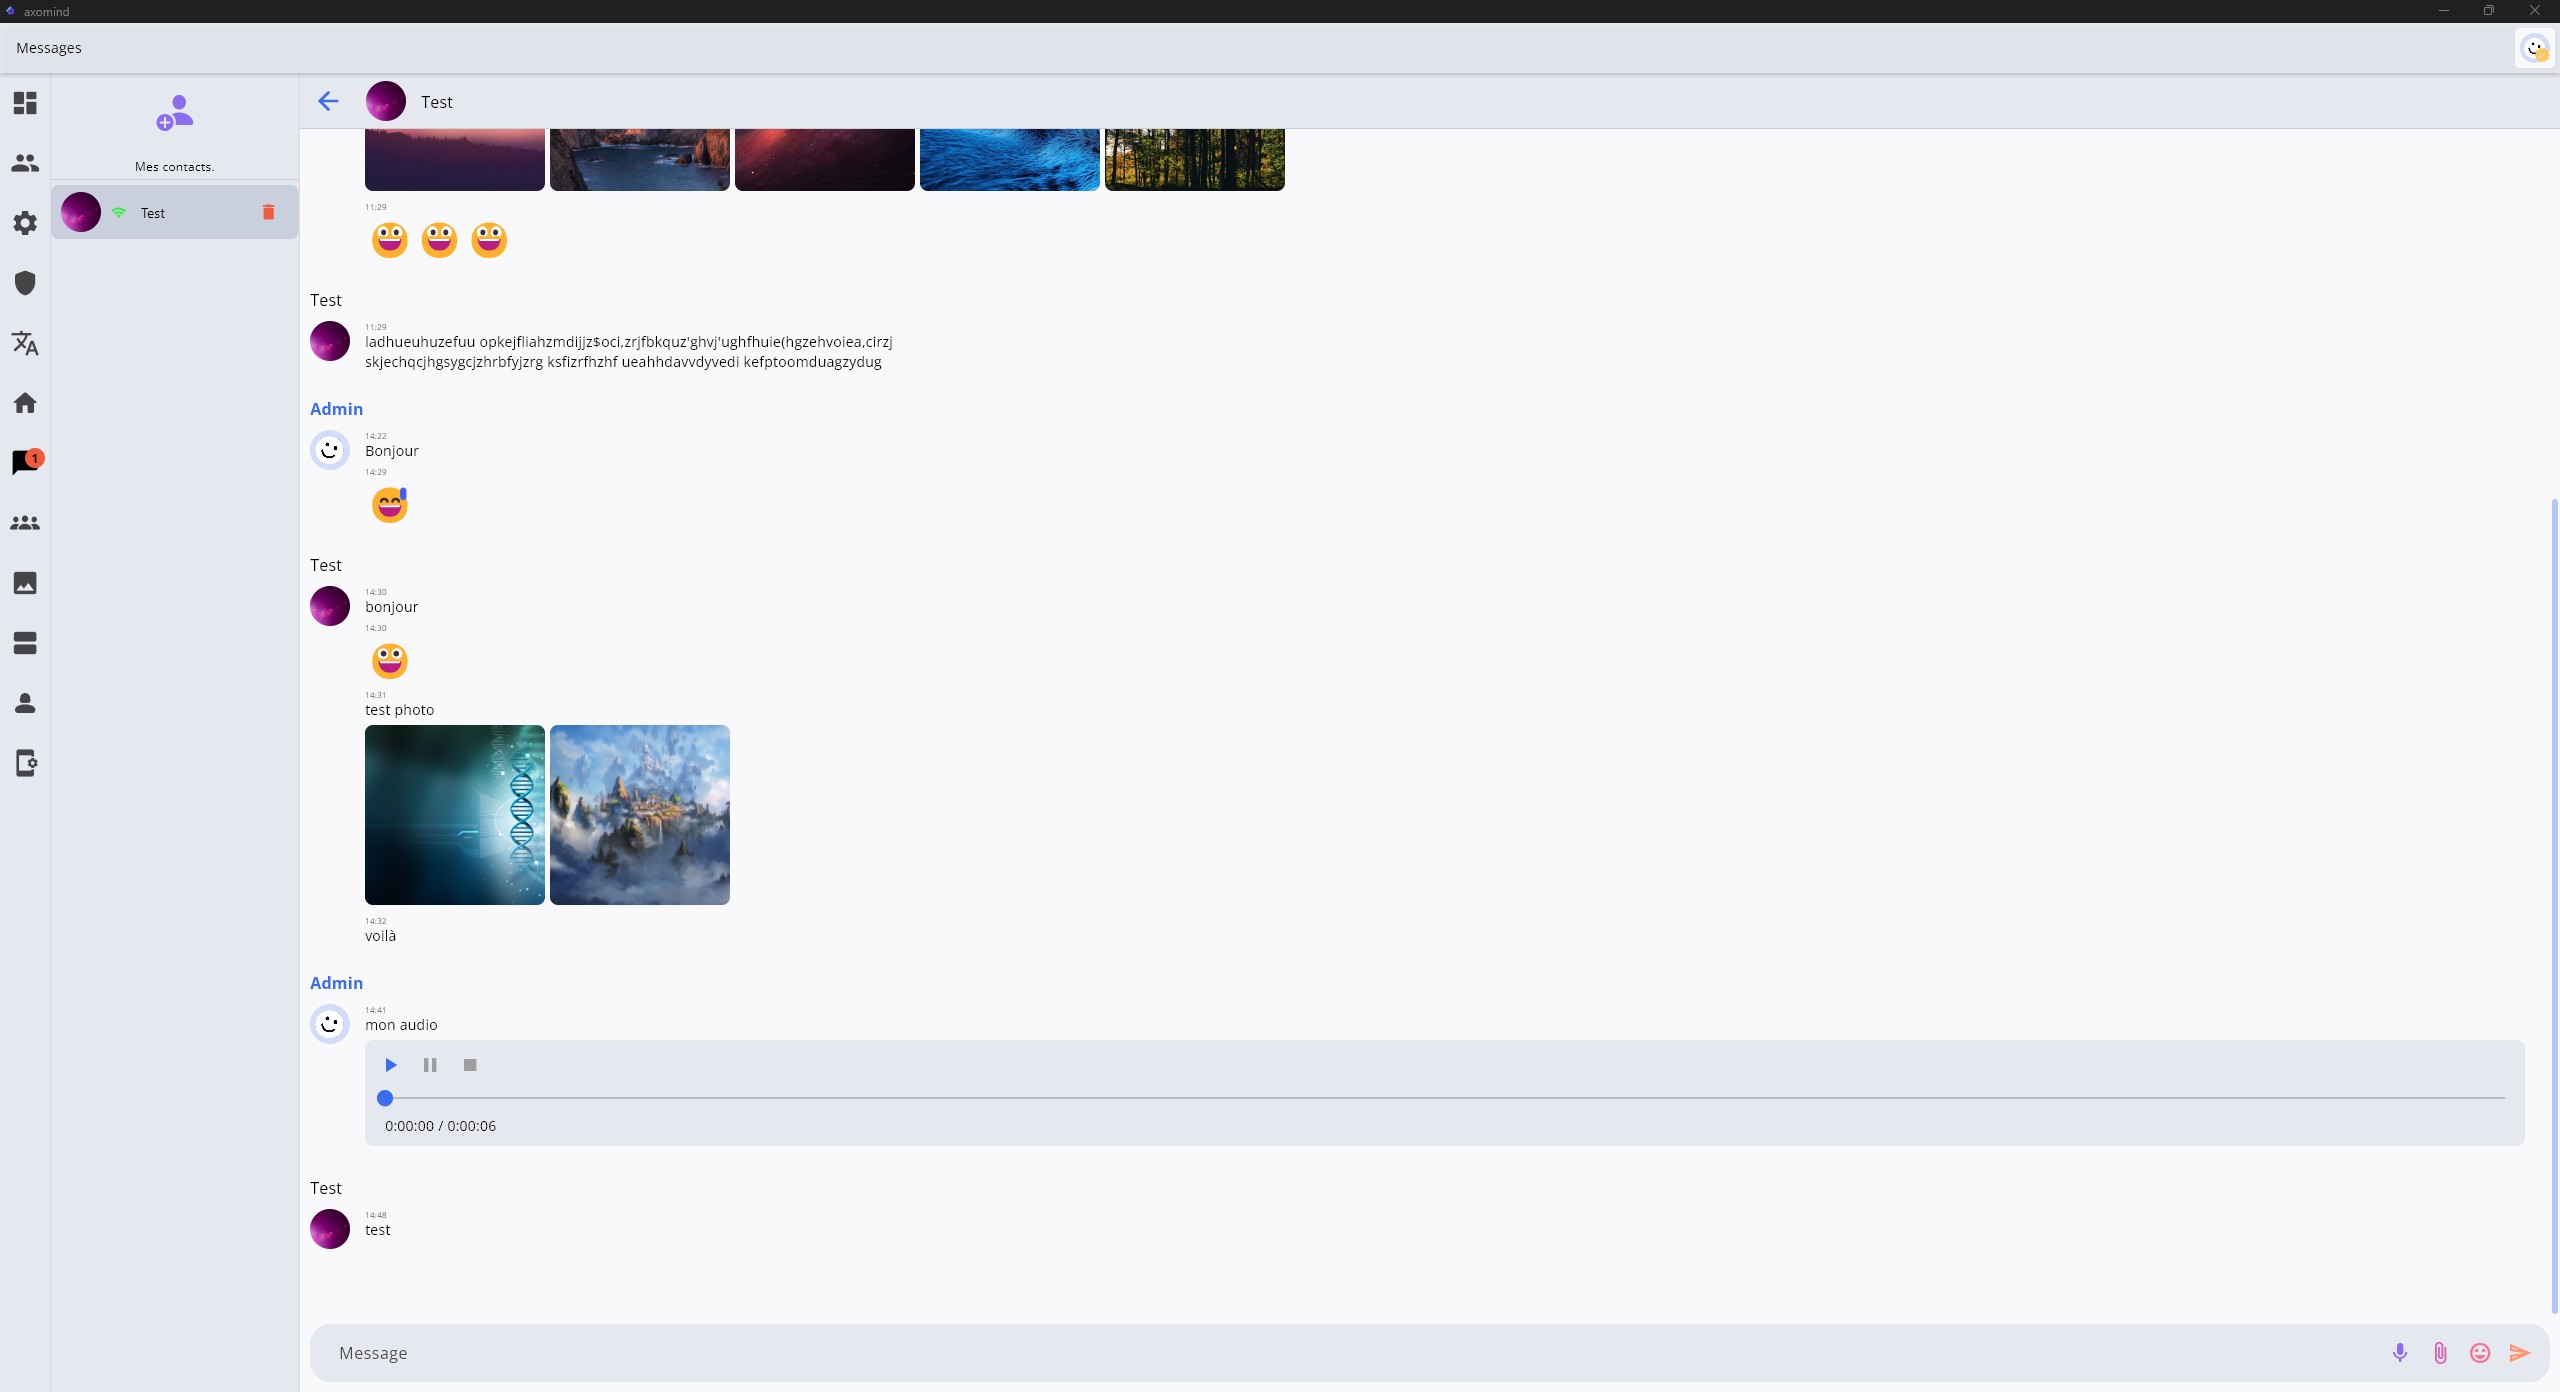 axomind
Messages
Mes contacts.
Test
1
Test
11:29
Test
11:29
ladhueuhuzefuu opkejfliahzmdijjz$oci,zrjfbkquz'ghvj'ughfhuie(hgzehvoiea,cirzj
skjechqcjhgsygcjzhrbfyjzrg ksfizrfhzhf ueahhdavvdyvedi kefptoomduagzydug
Admin
14:22
Bonjour
14:29
Test
14:30
bonjour
14:30
14:31
test photo
14:32
voilà
Admin
14:41
mon audio
0:00:00 / 0:00:06
Test
14:48
test
Message